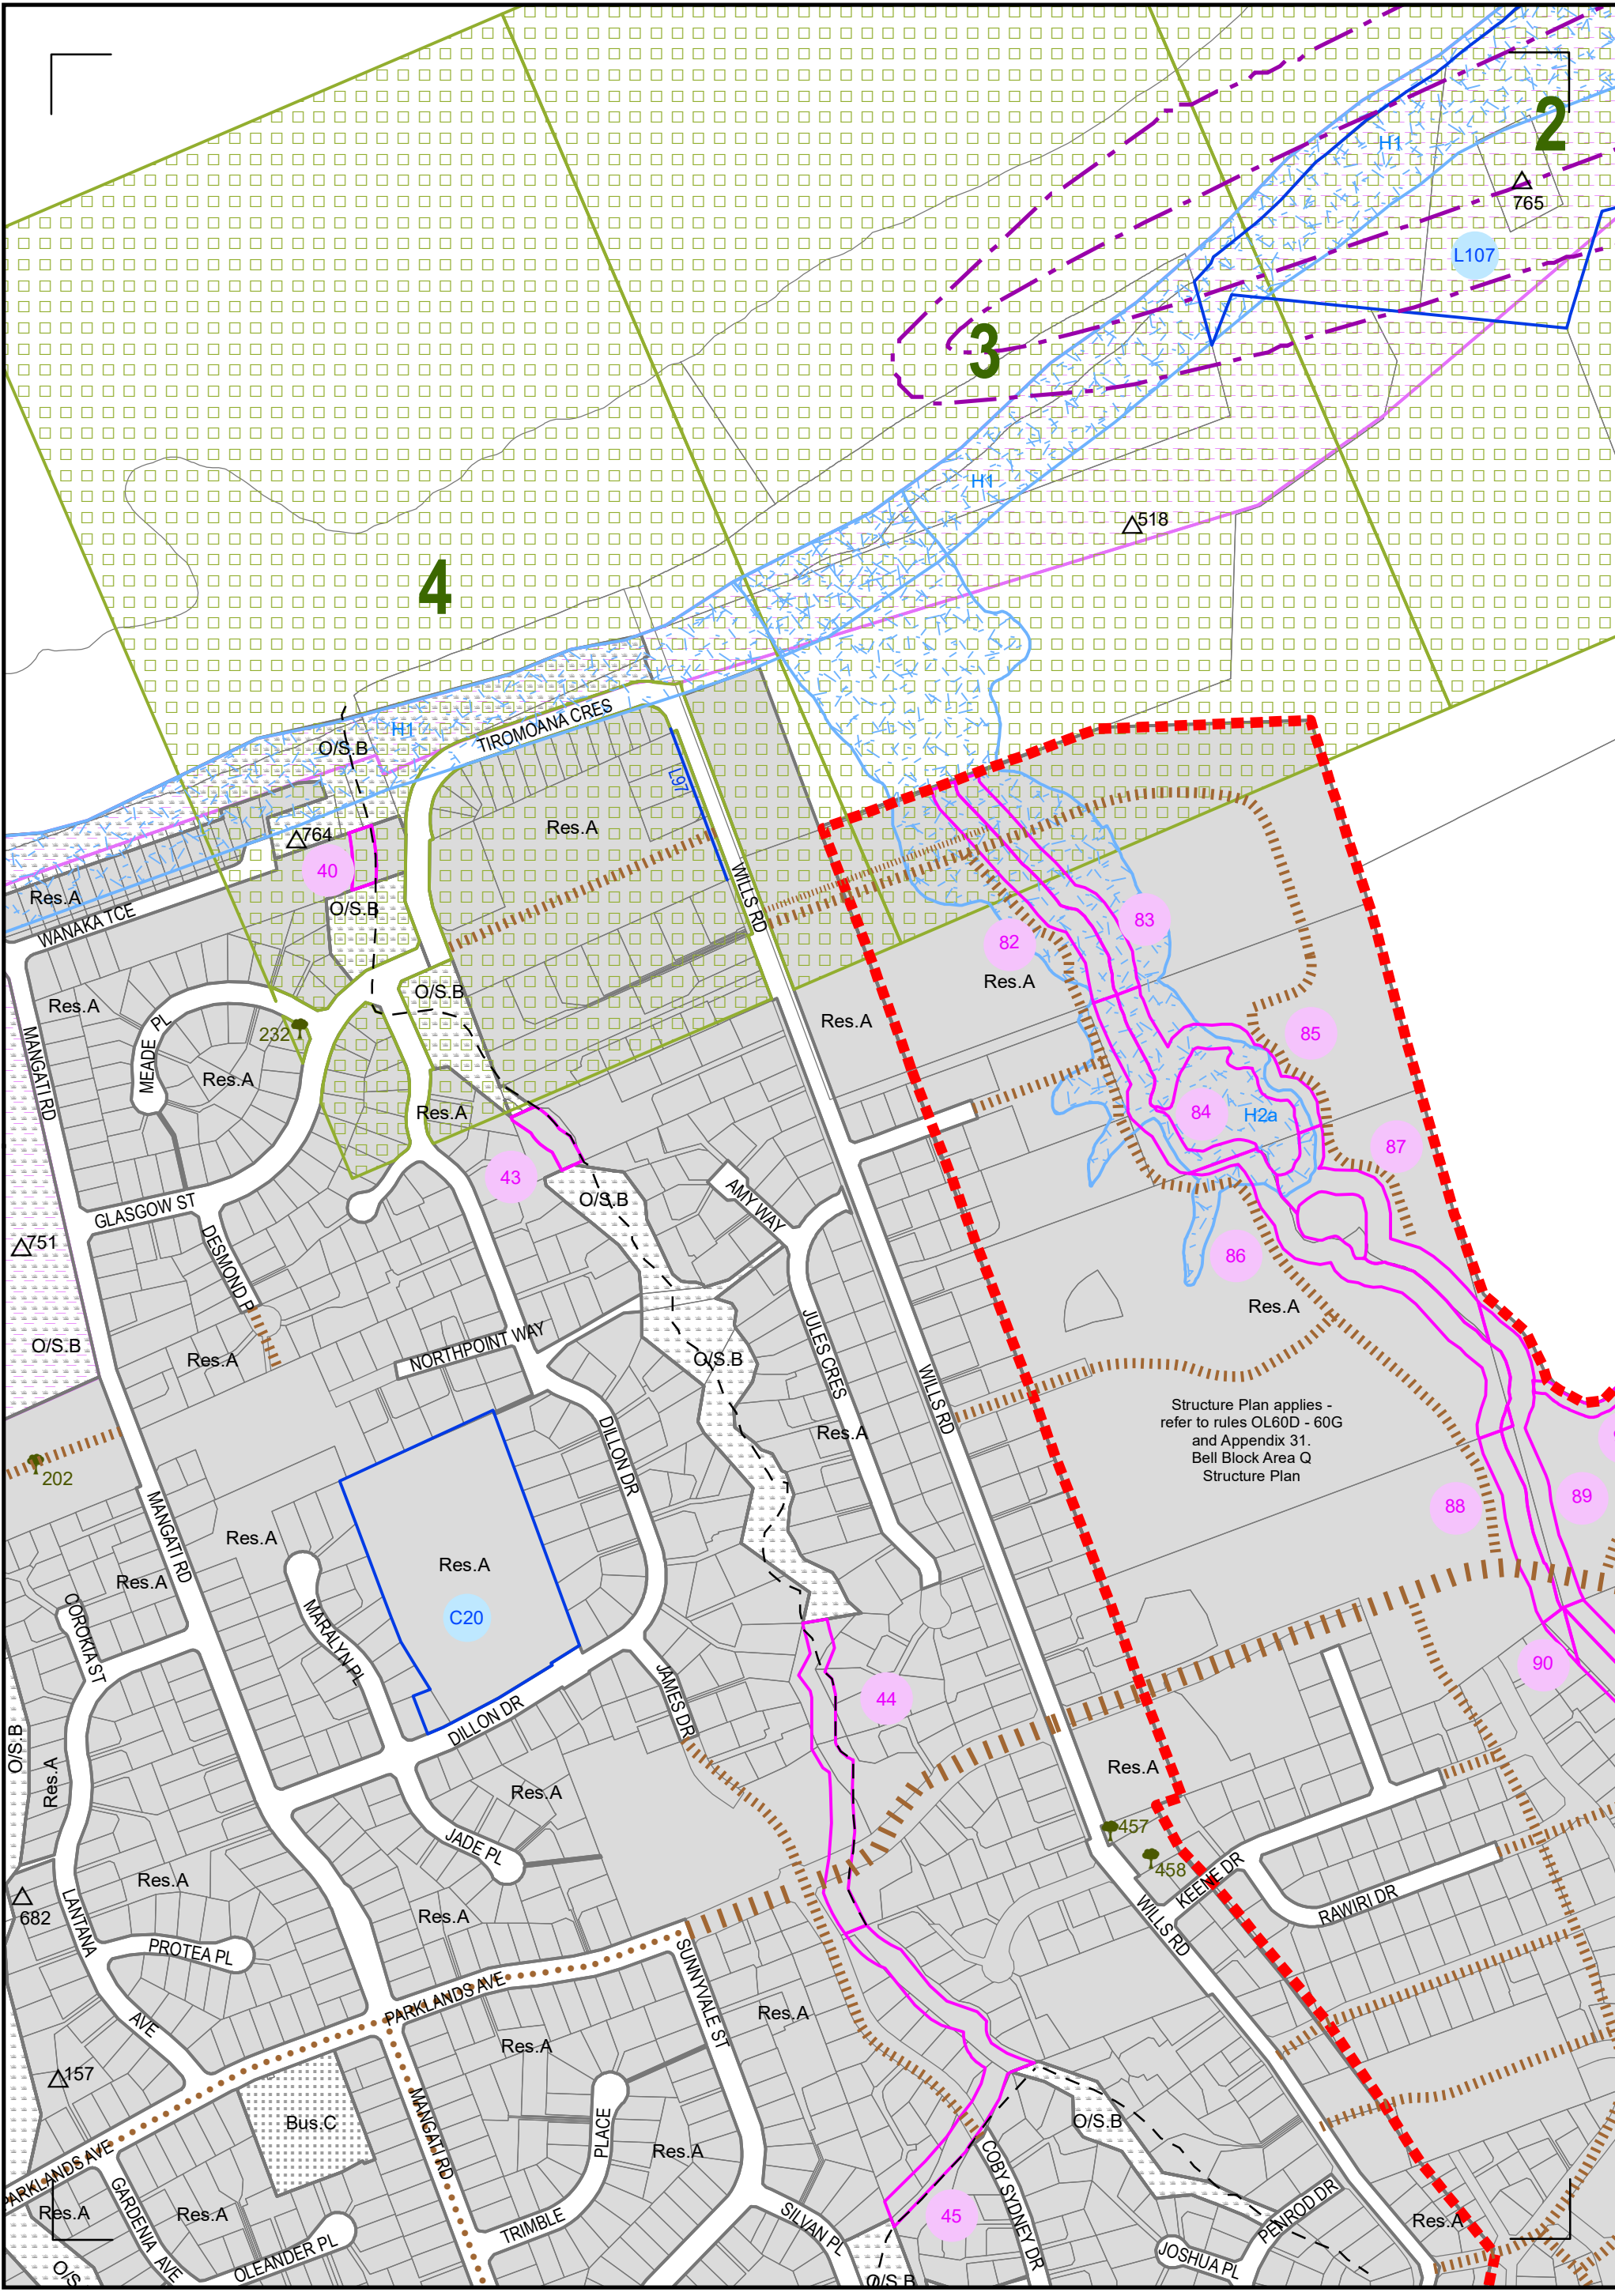 2
H1
765
L107
3
H1
518
4
TIROMOANA CRES
H1
O/S.B
L97
764
Res.A
40
WILLS RD
Res.A
O/S.B
WANAKA TCE
83
82
Res.A
O/S.B
Res.A
Res.A
MEADE PL
232
85
MANGATI RD
Res.A
Res.A
84
H2a
87
43
O/S.B
AMY WAY
GLASGOW ST
751
DESMOND P
86
Res.A
JULES CRES
O/S.B
Res.A
NORTHPOINT WAY
O/S.B
WILLS RD
Structure Plan applies -
refer to rules OL60D - 60G
and Appendix 31.
Bell Block Area Q
Structure Plan
DILLON DR
Res.A
202
88
89
MANGATI RD
Res.A
Res.A
Res.A
C20
COROKIA ST
MARALYN PL
90
JAMES DR
44
DILLON DR
O/S.B
Res.A
Res.A
Res.A
457
JADE PL
458
KEENE DR
Res.A
682
LANTANA
Res.A
RAWIRI DR
WILLS RD
PROTEA PL
SUNNYVALE ST
PARKLANDS AVE
Res.A
AVE
Res.A
157
Bus.C
MANGATI RD
PLACE
Res.A
O/S.B
PARKLANDS AVE
COBY SYDNEY DR
GARDENIA AVE
Res.A
Res.A
45
SILVAN PL
PENROD DR
Res.A
TRIMBLE
OLEANDER PL
JOSHUA PL
O/S
O/S.B